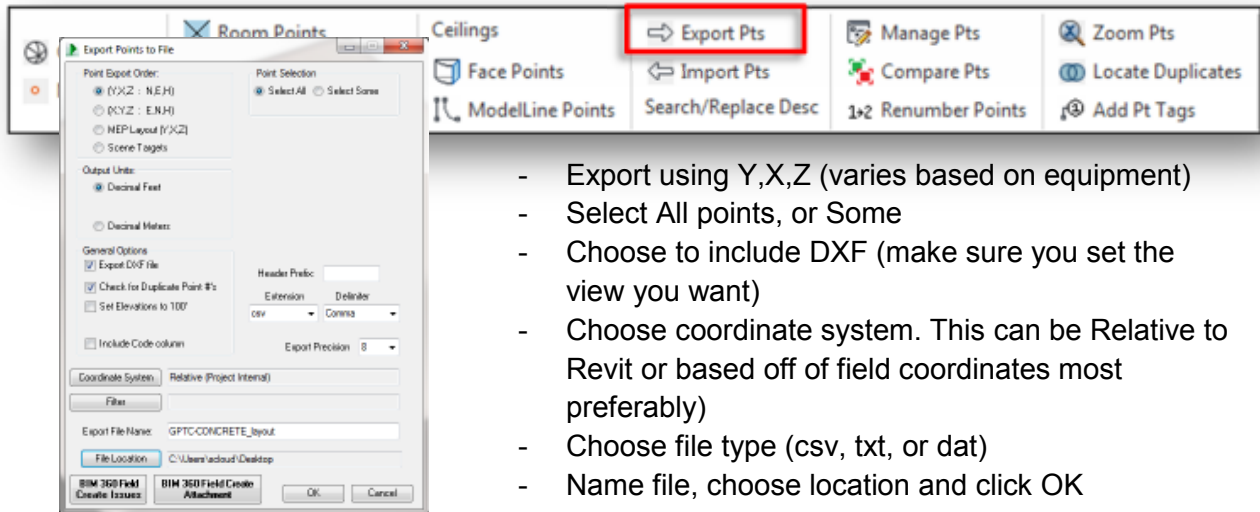 Room Points
Ceilings
Face Points
ModelLine Points
Export Pts
Import Pts
Search/Replace Desc
Manage Pts
Compare Pts
1+2 Renumber Points
Zoom Pts
Locate Duplicates
Add Pt Tags
Export Points to File
Point Export Order:
(Y,X,Z : N,E,H)
(X,Y,Z : E,N,H)
MEP Layout (Y,X,Z)
Scene Targets
Point Selection
Select All
Select Some
Output Units:
Decimal Feet
Decimal Meters
General Options
Export DXF file
Check for Duplicate Point #'s
Set Elevations to 100'
Include Code column
Header Prefix:
Extension Delimiter
csv Comma
Export Precision 8
Coordinate System Relative (Project Internal)
Filter
Export File Name: GPTC-CONCRETE_layout
File Location C:\Users\acloud\Desktop
BIM 360 Field
Create Issues
BIM 360 Field Create
Attachment
OK
Cancel
- Export using Y,X,Z (varies based on equipment)
- Select All points, or Some
- Choose to include DXF (make sure you set the
view you want)
- Choose coordinate system. This can be Relative to
Revit or based off of field coordinates most
preferably)
- Choose file type (csv, txt, or dat)
- Name file, choose location and click OK